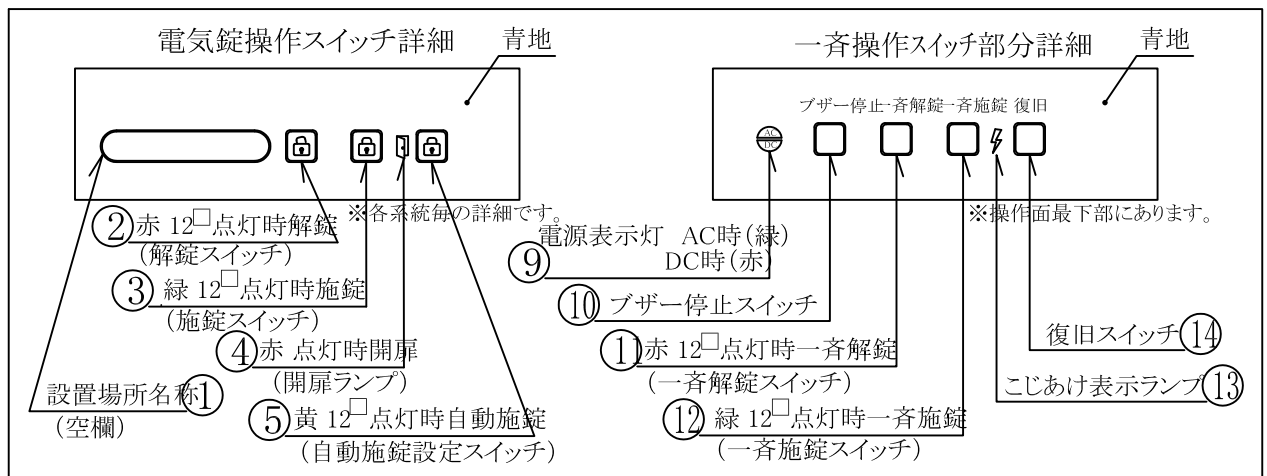 電気錠操作スイッチ詳細
青地
※各系統毎の詳細です。
②赤 12□点灯時解錠
(解錠スイッチ)
③緑 12□点灯時施錠
(施錠スイッチ)
④赤 点灯時開扉
(開扉ランプ)
設置場所名称①
(空欄)
⑤黄 12□点灯時自動施錠
(自動施錠設定スイッチ)
一斉操作スイッチ部分詳細
青地
ブザー停止一斉解錠一斉施錠 復旧
AC
DC
※操作面最下部にあります。
電源表示灯 AC時(緑)
⑨ DC時(赤)
⑩ブザー停止スイッチ
⑪赤 12□点灯時一斉解錠
(一斉解錠スイッチ)
⑫緑 12□点灯時一斉施錠
(一斉施錠スイッチ)
復旧スイッチ⑭
こじあけ表示ランプ⑬